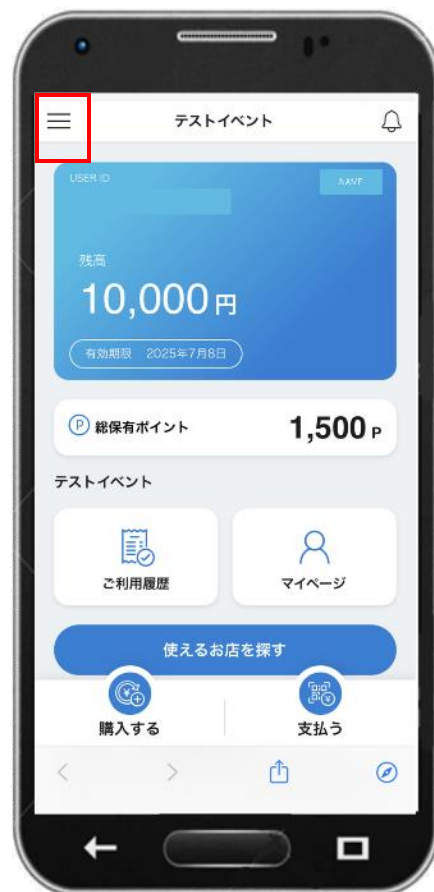 テストイベント
USER ID
NAME
残高
10,000 円
有効期限 2025年7月8日
P 総保有ポイント 1,500 P
テストイベント
ご利用履歴 マイページ
使えるお店を探す
購入する 支払う